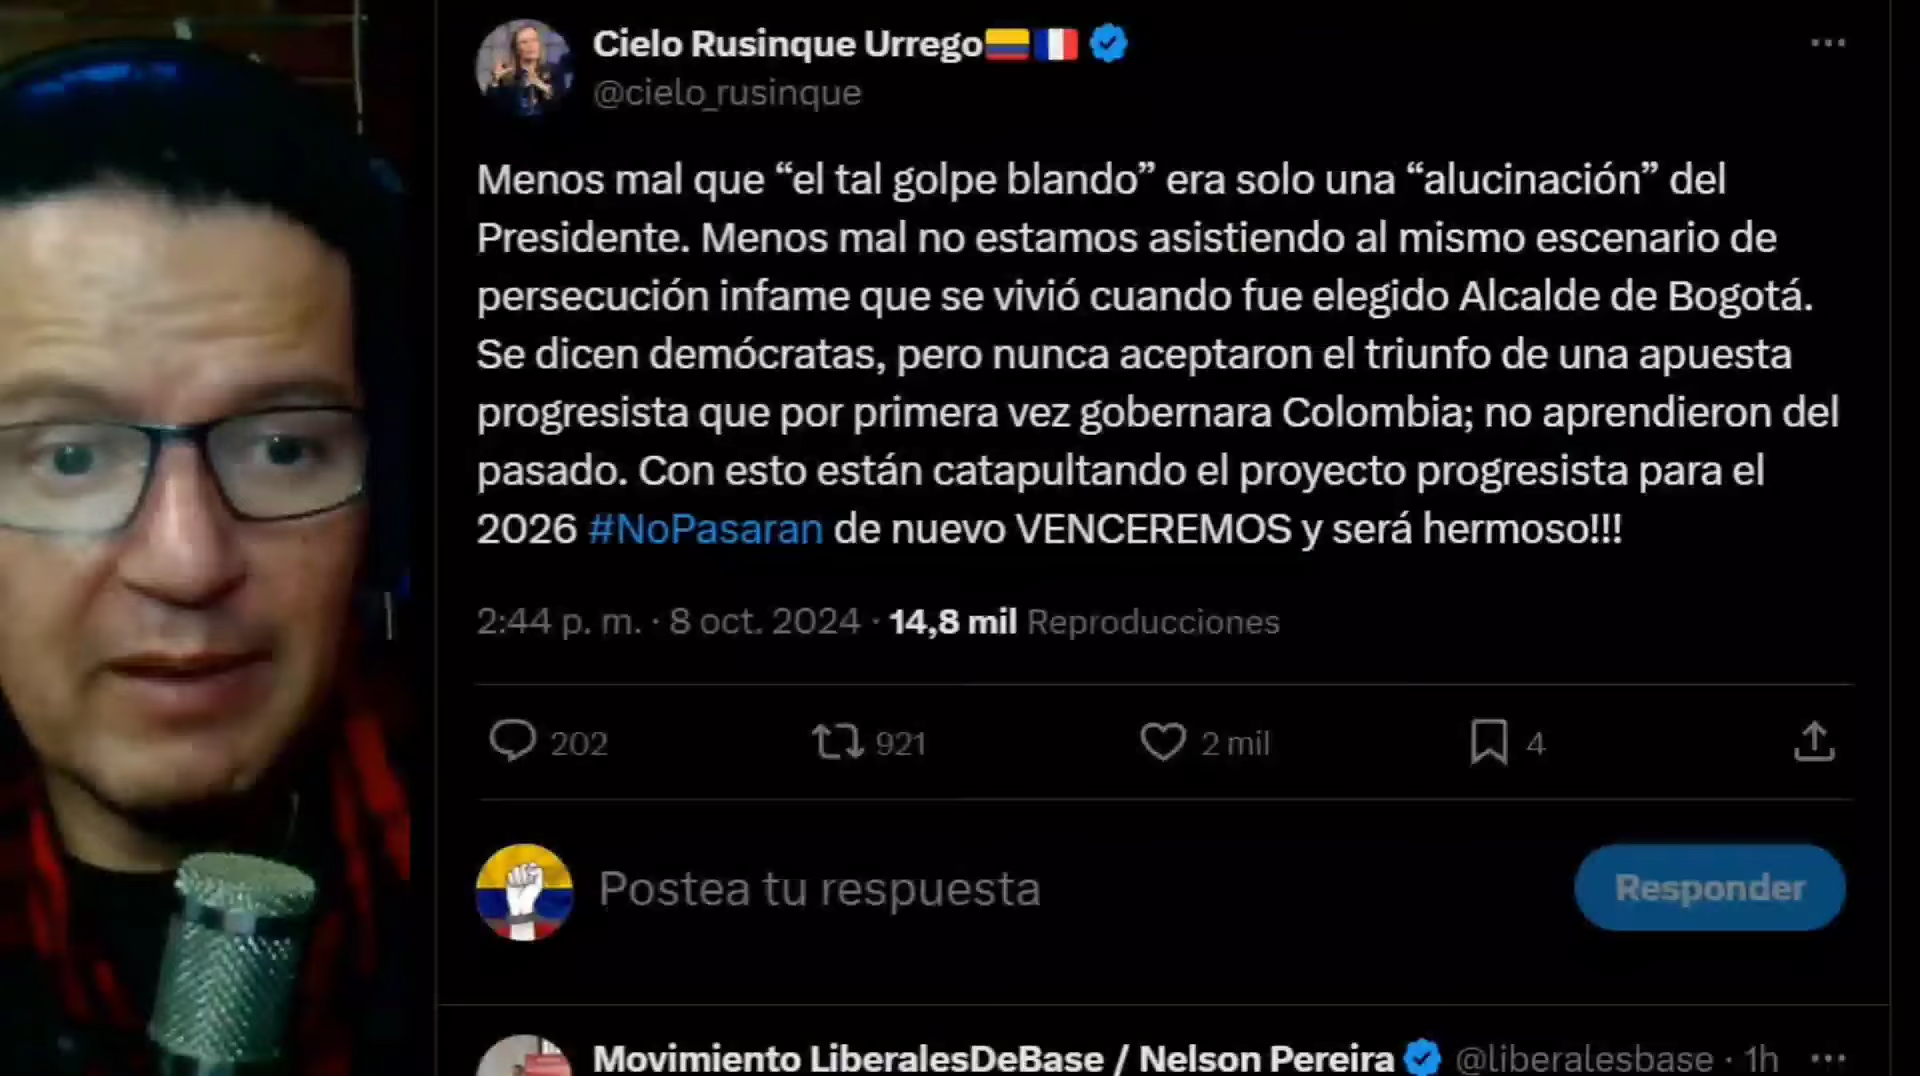 Cielo Rusinque Urrego🇨🇴🇫🇷
@cielo_rusinque
Menos mal que “el tal golpe blando” era solo una “alucinación” del
Presidente. Menos mal no estamos asistiendo al mismo escenario de
persecución infame que se vivió cuando fue elegido Alcalde de Bogotá.
Se dicen demócratas, pero nunca aceptaron el triunfo de una apuesta
progresista que por primera vez gobernara Colombia; no aprendieron del
pasado. Con esto están catapultando el proyecto progresista para el
2026 #NoPasaran de nuevo VENCEREMOS y será hermoso!!!
2:44 p. m. · 8 oct. 2024 · 14,8 mil Reproducciones
202 921 2 mil 4
Postea tu respuesta
Responder
Movimiento LiberalesDeBase / Nelson Pereira @liberalesbase · 1h